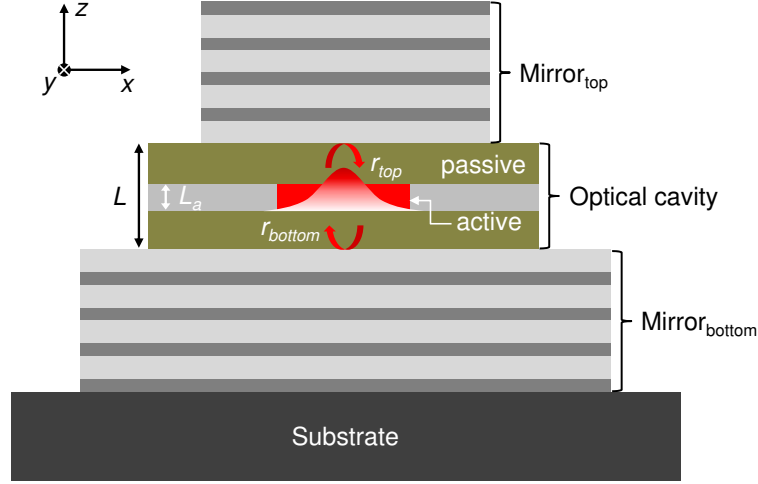 z
y
x
Mirror_top
r_top
passive
L
L_a
Optical cavity
r_bottom
active
Mirror_bottom
Substrate